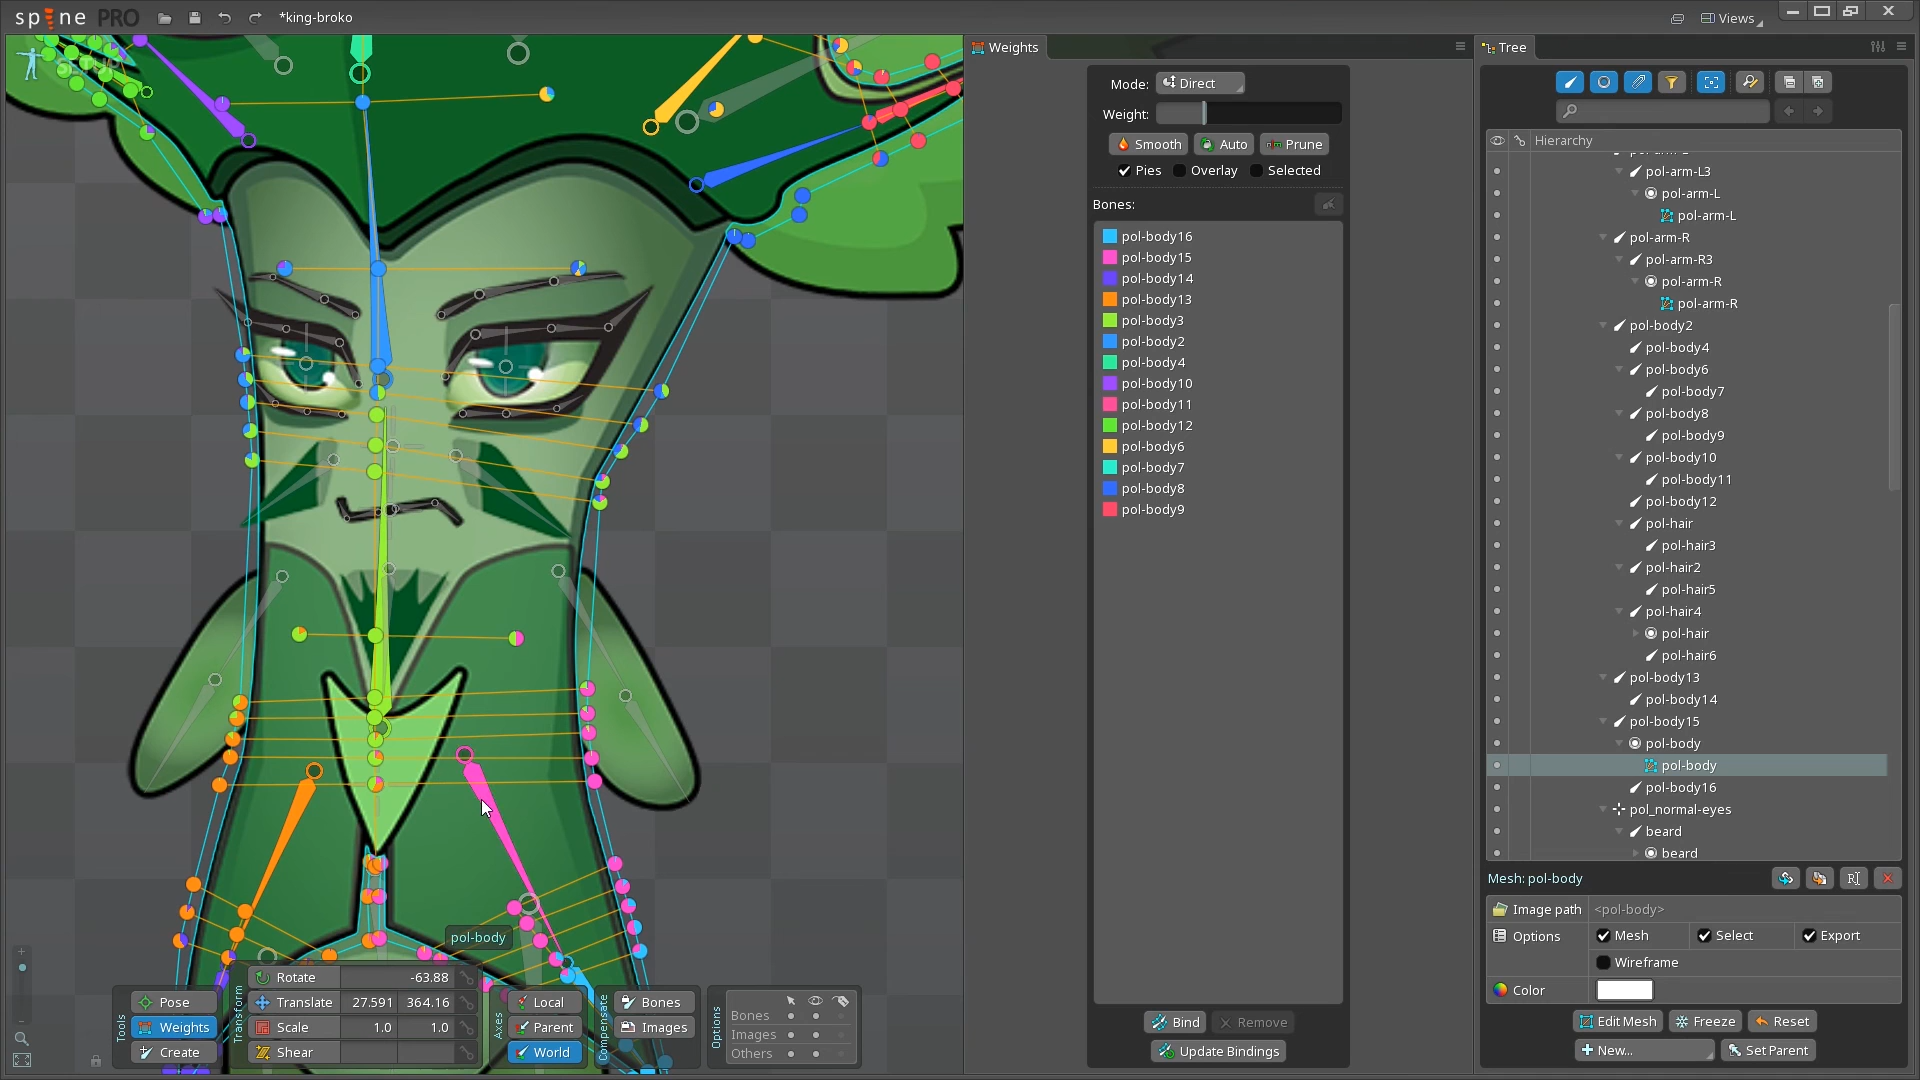 spine PRO
*king-broko
Views
SETUP
Weights
Tree
Mode:
Direct
Weight:
Smooth
Auto
Prune
Pies
Overlay
Selected
Bones:
pol-body16
pol-body15
pol-body14
pol-body13
pol-body3
pol-body2
pol-body4
pol-body10
pol-body11
pol-body12
pol-body6
pol-body7
pol-body8
pol-body9
Bind
Remove
Update Bindings
Hierarchy
pol-arm-L3
pol-arm-L
pol-arm-L
pol-arm-R
pol-arm-R3
pol-arm-R
pol-arm-R
pol-body2
pol-body4
pol-body6
pol-body7
pol-body8
pol-body9
pol-body10
pol-body11
pol-body12
pol-hair
pol-hair3
pol-hair2
pol-hair5
pol-hair4
pol-hair
pol-hair6
pol-body13
pol-body14
pol-body15
pol-body
pol-body
pol-body16
pol_normal-eyes
beard
beard
Mesh: pol-body
Image path
<pol-body>
Options
Mesh
Select
Export
Wireframe
Color
Edit Mesh
Freeze
Reset
New...
Set Parent
pol-body
Tools
Pose
Weights
Create
Transform
Rotate -63.88
Translate 27.591 364.16
Scale 1.0 1.0
Shear
Axes
Local
Parent
World
Compensate
Bones
Images
Options
Bones
Images
Others